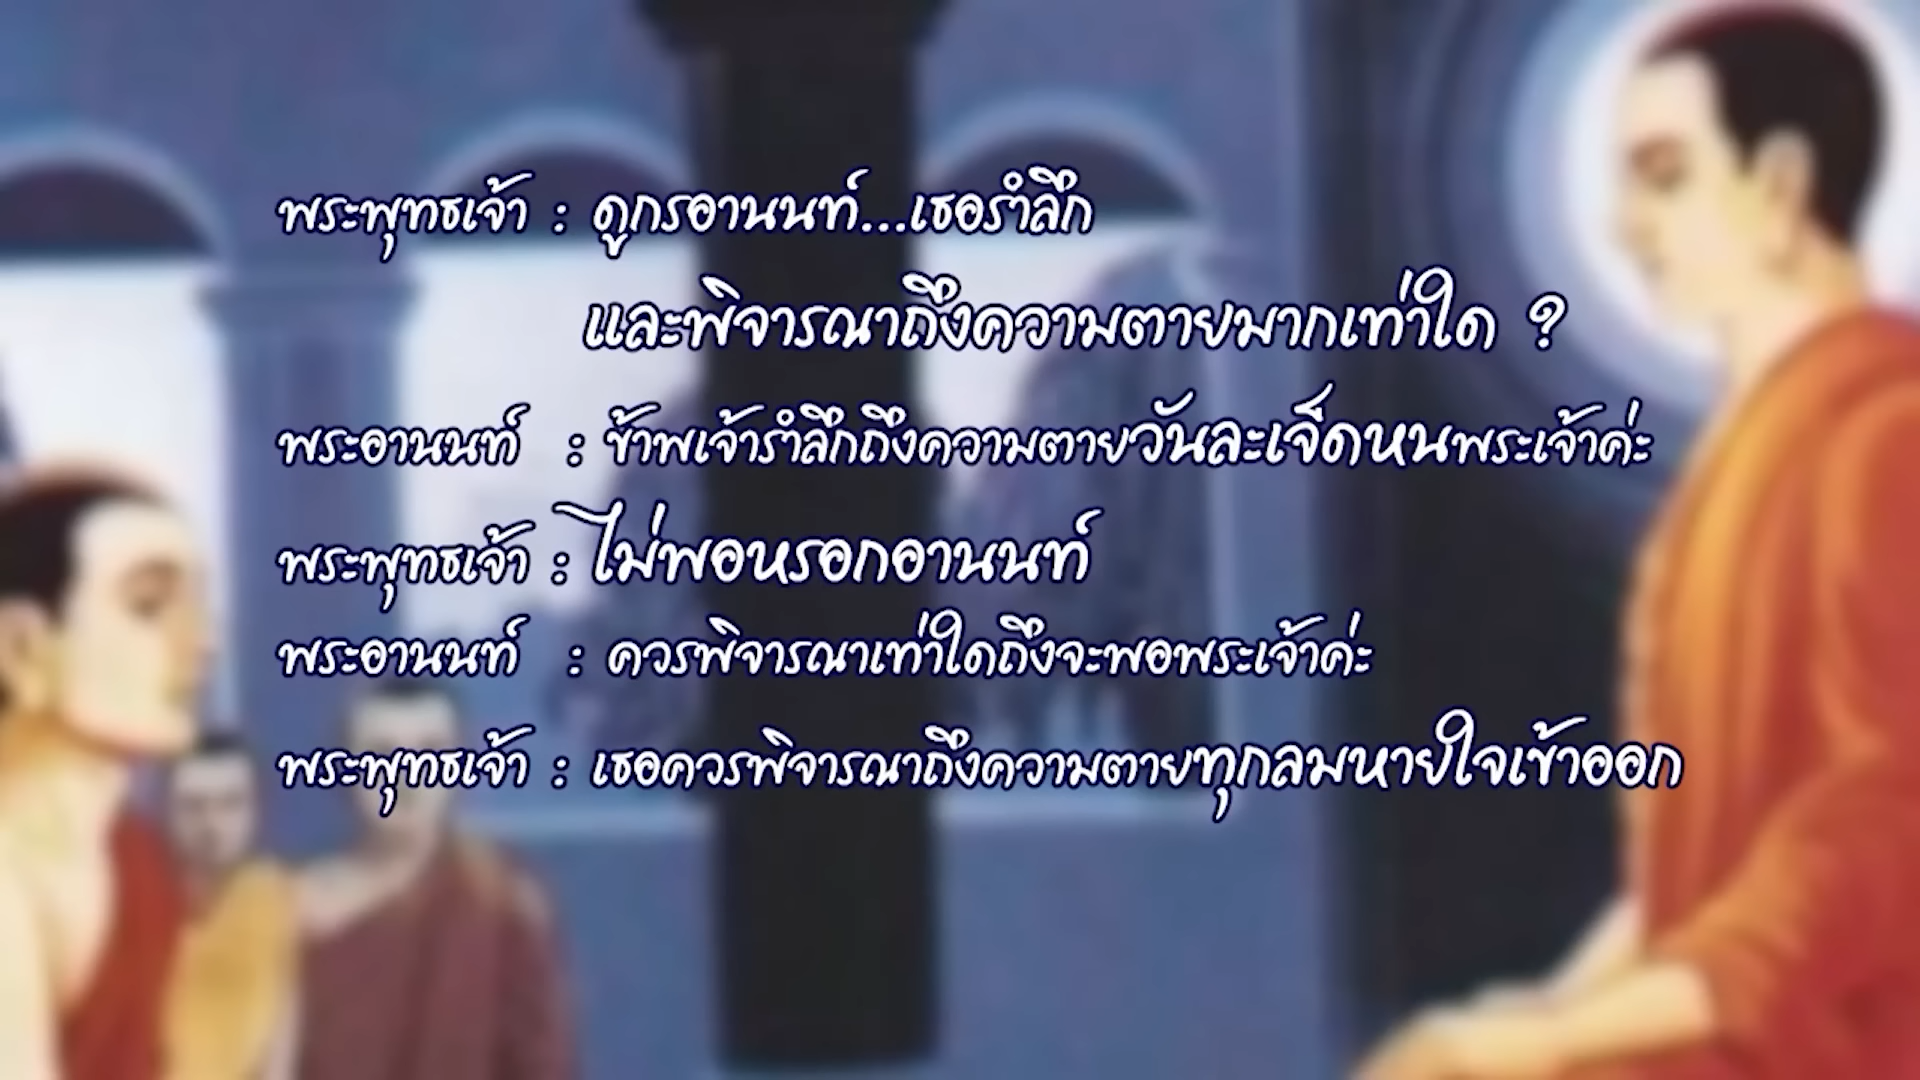 พระพุทธเจ้า : ดูกรอานนท์...เธอรำลึก
และพิจารณาถึงความตายมากเท่าใด ?
พระอานนท์ : ข้าพเจ้ารำลึกถึงความตายวันละเจ็ดหนพระเจ้าค่ะ
พระพุทธเจ้า : ไม่พอหรอกอานนท์
พระอานนท์ : ควรพิจารณาเท่าใดถึงจะพอพระเจ้าค่ะ
พระพุทธเจ้า : เธอควรพิจารณาถึงความตายทุกลมหายใจเข้าออก